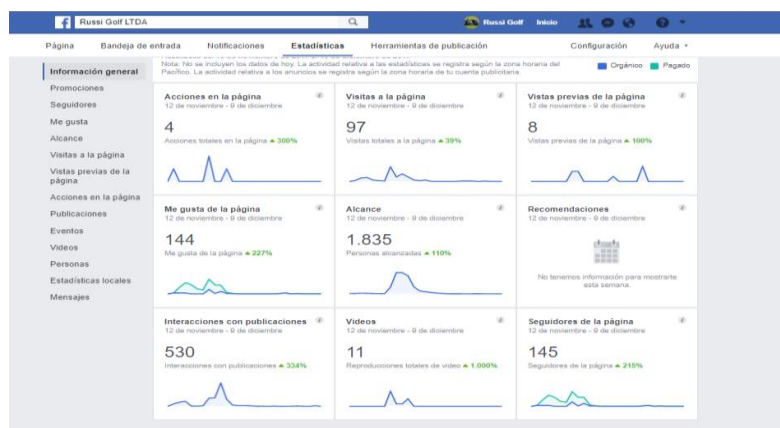 Russi Golf LTDA
Russi Golf Inicio
Página Bandeja de entrada Notificaciones Estadísticas Herramientas de publicación Configuración Ayuda
Nota: No se incluyen los datos de hoy. La actividad relativa a las estadísticas se registra según la zona horaria del
Pacífico. La actividad relativa a los anuncios se registra según la zona horaria de tu cuenta publicitaria.
Orgánico Pagado
Información general
Promociones
Seguidores
Me gusta
Alcance
Visitas a la página
Vistas previas de la
página
Acciones en la página
Publicaciones
Eventos
Videos
Personas
Estadísticas locales
Mensajes
Acciones en la página
12 de noviembre - 9 de diciembre
4
Acciones totales en la página 300%
Visitas a la página
12 de noviembre - 9 de diciembre
97
Visitas totales a la página 39%
Vistas previas de la página
12 de noviembre - 9 de diciembre
8
Vistas previas de la página 100%
Me gusta de la página
12 de noviembre - 9 de diciembre
144
Me gusta de la página 227%
Alcance
12 de noviembre - 9 de diciembre
1.835
Personas alcanzadas 110%
Recomendaciones
12 de noviembre - 9 de diciembre
No tenemos información para mostrarte
esta semana.
Interacciones con publicaciones
12 de noviembre - 9 de diciembre
530
Interacciones con publicaciones 334%
Videos
12 de noviembre - 9 de diciembre
11
Reproducciones totales de video 1.000%
Seguidores de la página
12 de noviembre - 9 de diciembre
145
Seguidores de la página 215%